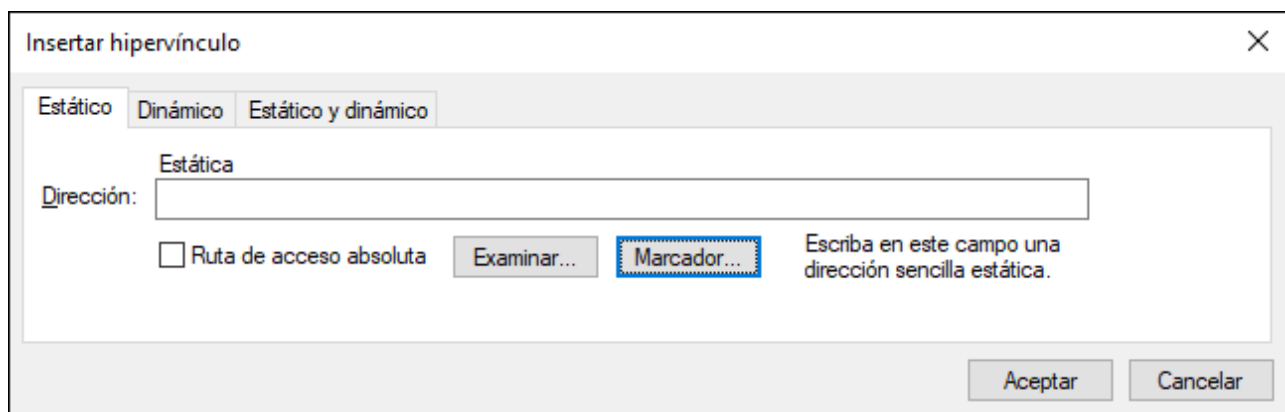 Insertar hipervínculo
Estático Dinámico Estático y dinámico
Estática
Dirección:
Ruta de acceso absoluta Examinar... Marcador... Escriba en este campo una
dirección sencilla estática.
Aceptar Cancelar